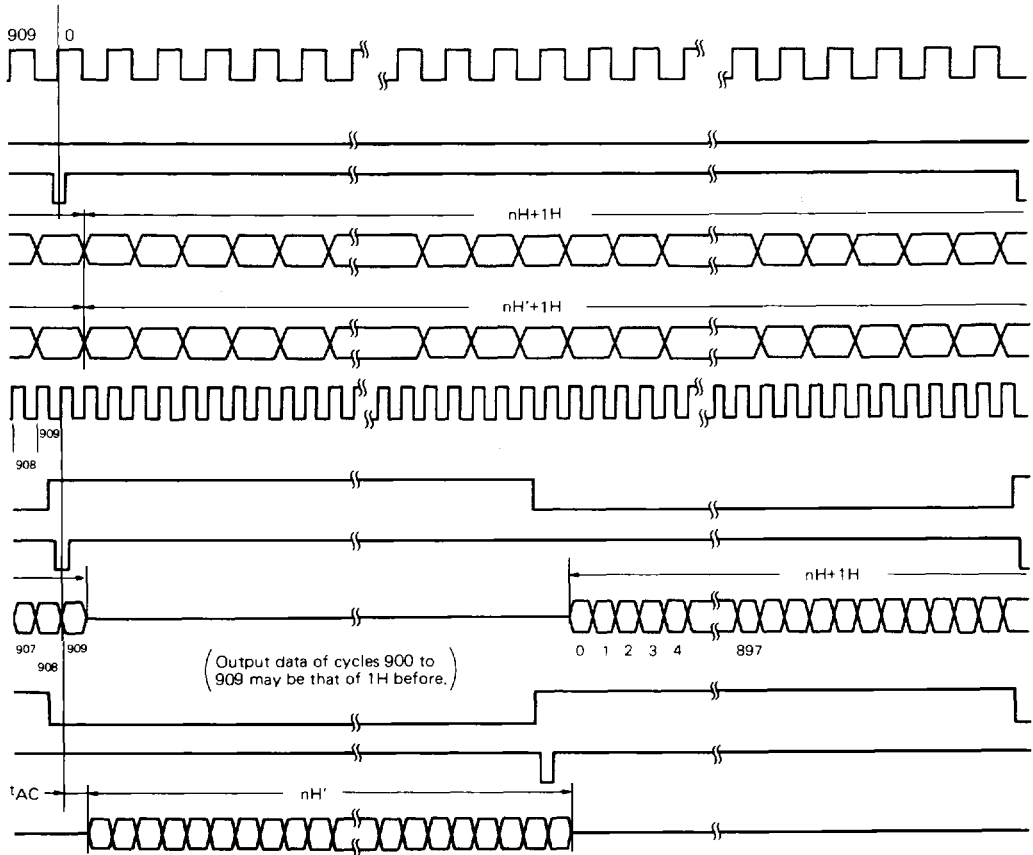 909 0
nH+1H
nH'+1H
909
908
nH+1H
907 909
908
0 1 2 3 4 897
(Output data of cycles 900 to
909 may be that of 1H before.)
tAC nH'